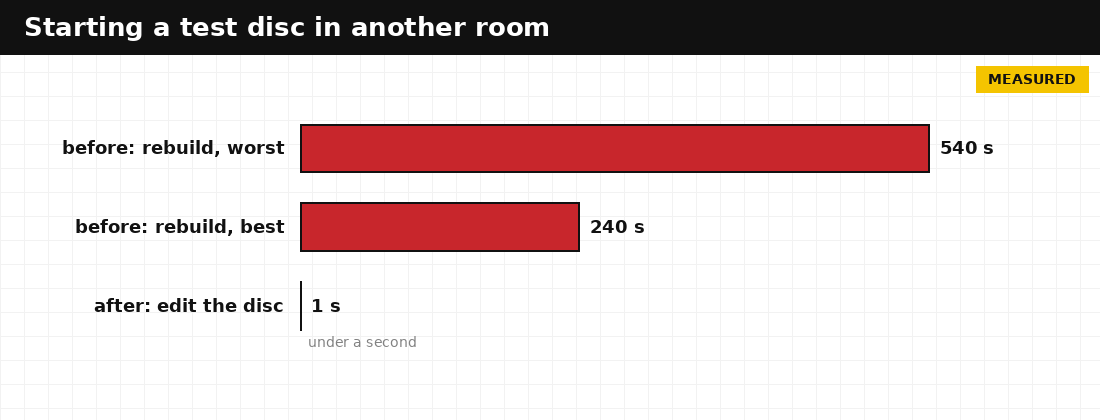 Starting a test disc in another room
MEASURED
before: rebuild, worst
540 s
before: rebuild, best
240 s
after: edit the disc
1 s
under a second